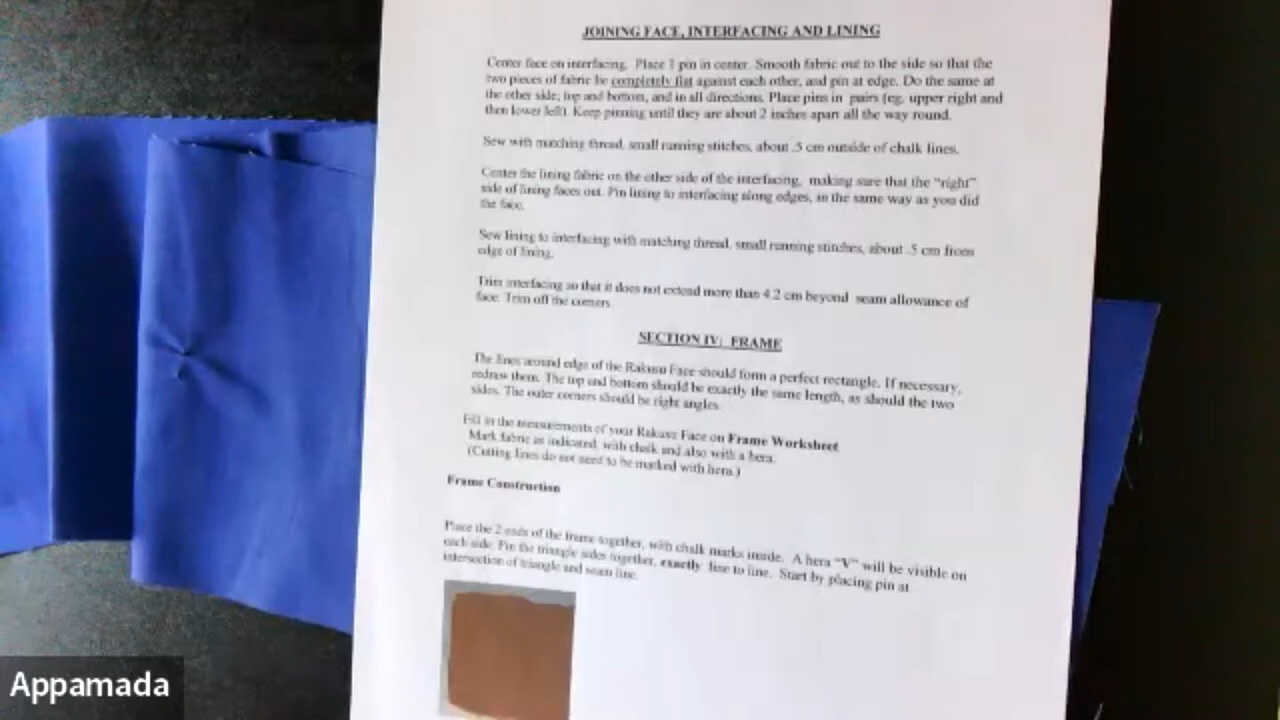 JOINING FACE, INTERFACING AND LINING
Center face on interfacing. Place 1 pin in center. Smooth fabric out to the side so that the
two pieces of fabric lie completely flat against each other, and pin at edge. Do the same at
the other side, top and bottom, and in all directions. Place pins in pairs (eg. upper right and
then lower left). Keep pinning until they are about 2 inches apart all the way round.
Sew with matching thread, small running stitches, about .5 cm outside of chalk lines.
Center the lining fabric on the other side of the interfacing, making sure that the "right"
side of lining faces out. Pin lining to interfacing along edges, in the same way as you did
the face.
Sew lining to interfacing with matching thread, small running stitches, about .5 cm from
edge of lining.
Trim interfacing so that it does not extend more than 4.2 cm beyond seam allowance of
face. Trim off the corners.
SECTION IV: FRAME
The lines around edge of the Rakusu Face should form a perfect rectangle. If necessary,
redraw them. The top and bottom should be exactly the same length, as should the two
sides. The outer corners should be right angles.
Fill in the measurements of your Rakusu Face on Frame Worksheet
Mark fabric as indicated, with chalk and also with a hera.
(Cutting lines do not need to be marked with hera.)
Frame Construction
Place the 2 ends of the frame together, with chalk marks inside. A hera "V" will be visible on
each side. Pin the triangle sides together, exactly line to line. Start by placing pin at
intersection of triangle and seam line.
Appamada